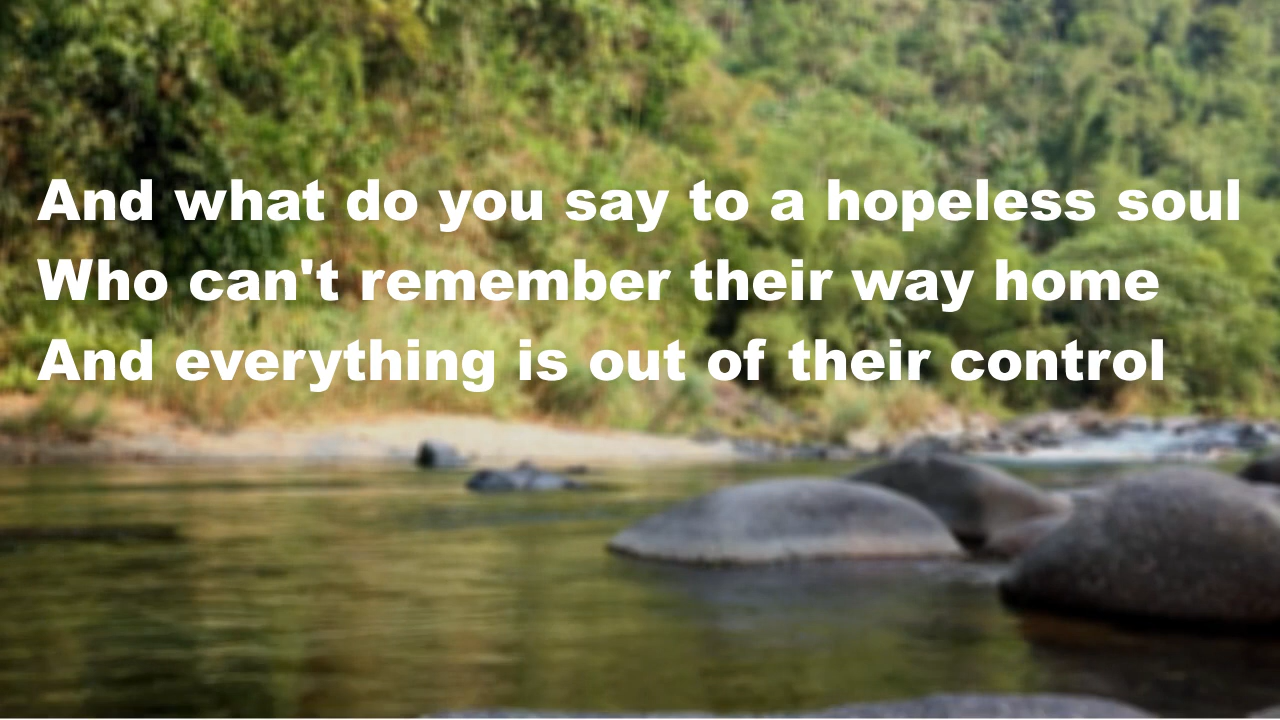 And what do you say to a hopeless soul
Who can't remember their way home
And everything is out of their control